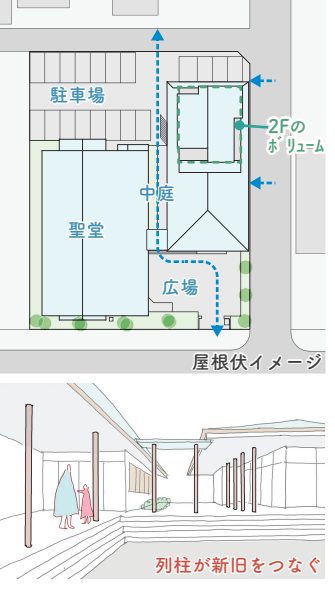 駐車場
2Fの
ボリューム
中庭
聖堂
広場
屋根伏イメージ
列柱が新旧をつなぐ